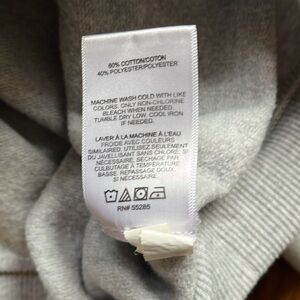 60% COTTON/COTON
40% POLYESTER/POLYESTER
MACHINE WASH COLD WITH LIKE
COLORS. ONLY NON-CHLORINE
BLEACH WHEN NEEDED.
TUMBLE DRY LOW. COOL IRON
IF NEEDED.
LAVER À LA MACHINE À L'EAU
FROIDE AVEC COULEURS
SIMILAIRES. UTILISEZ SEULEMENT
DU JAVELLISANT SANS CHLORE
SI NÉCESSAIRE. SÉCHAGE PAR
CULBUTAGE À TEMPÉRATURE
BASSE. REPASSAGE DOUX,
SI NÉCESSAIRE.
RN# 55285